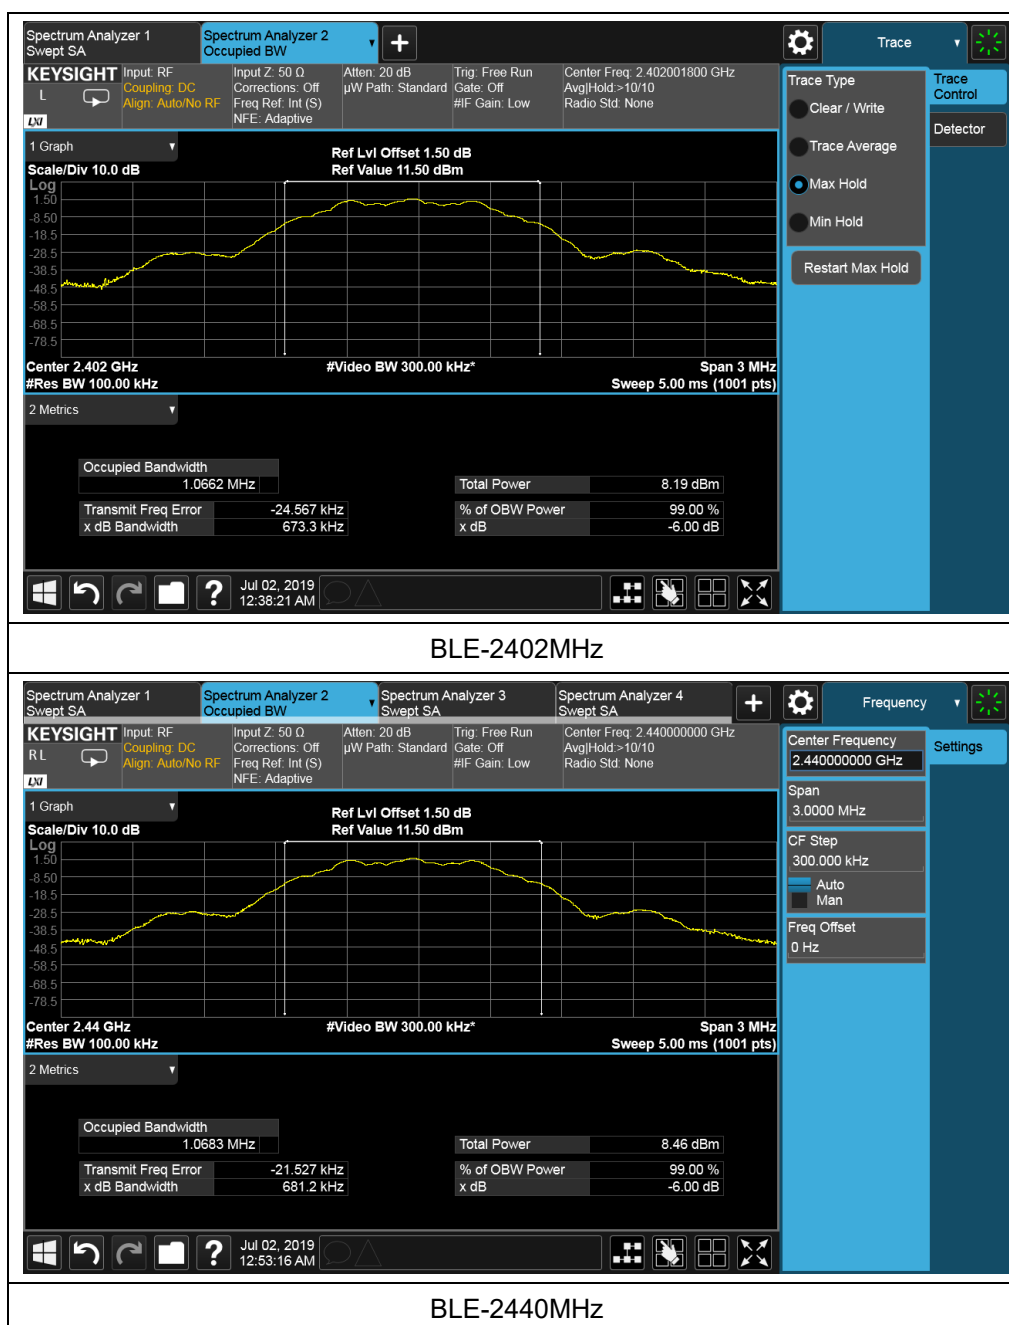 Spectrum Analyzer 1
Swept SA
Spectrum Analyzer 2
Occupied BW
Trace
KEYSIGHT
L
LXI
Input: RF
Coupling: DC
Align: Auto/No RF
Input Z: 50 Ω
Corrections: Off
Freq Ref: Int (S)
NFE: Adaptive
Atten: 20 dB
µW Path: Standard
Trig: Free Run
Gate: Off
#IF Gain: Low
Center Freq: 2.402001800 GHz
Avg|Hold:>10/10
Radio Std: None
Trace Type
Clear / Write
Trace Average
Max Hold
Min Hold
Restart Max Hold
Trace
Control
Detector
1 Graph
Scale/Div 10.0 dB
Ref Lvl Offset 1.50 dB
Ref Value 11.50 dBm
Log
1.50
-8.50
-18.5
-28.5
-38.5
-48.5
-58.5
-68.5
-78.5
Center 2.402 GHz
#Video BW 300.00 kHz*
Span 3 MHz
#Res BW 100.00 kHz
Sweep 5.00 ms (1001 pts)
2 Metrics
Occupied Bandwidth
1.0662 MHz
Total Power 8.19 dBm
Transmit Freq Error -24.567 kHz
% of OBW Power 99.00 %
x dB Bandwidth 673.3 kHz
x dB -6.00 dB
?
Jul 02, 2019
12:38:21 AM
BLE-2402MHz
Spectrum Analyzer 1
Swept SA
Spectrum Analyzer 2
Occupied BW
Spectrum Analyzer 3
Swept SA
Spectrum Analyzer 4
Swept SA
Frequency
KEYSIGHT
RL
LXI
Input: RF
Coupling: DC
Align: Auto/No RF
Input Z: 50 Ω
Corrections: Off
Freq Ref: Int (S)
NFE: Adaptive
Atten: 20 dB
µW Path: Standard
Trig: Free Run
Gate: Off
#IF Gain: Low
Center Freq: 2.440000000 GHz
Avg|Hold:>10/10
Radio Std: None
Center Frequency
2.440000000 GHz
Span
3.0000 MHz
CF Step
300.000 kHz
Auto
Man
Freq Offset
0 Hz
Settings
1 Graph
Scale/Div 10.0 dB
Ref Lvl Offset 1.50 dB
Ref Value 11.50 dBm
Log
1.50
-8.50
-18.5
-28.5
-38.5
-48.5
-58.5
-68.5
-78.5
Center 2.44 GHz
#Video BW 300.00 kHz*
Span 3 MHz
#Res BW 100.00 kHz
Sweep 5.00 ms (1001 pts)
2 Metrics
Occupied Bandwidth
1.0683 MHz
Total Power 8.46 dBm
Transmit Freq Error -21.527 kHz
% of OBW Power 99.00 %
x dB Bandwidth 681.2 kHz
x dB -6.00 dB
?
Jul 02, 2019
12:53:16 AM
BLE-2440MHz